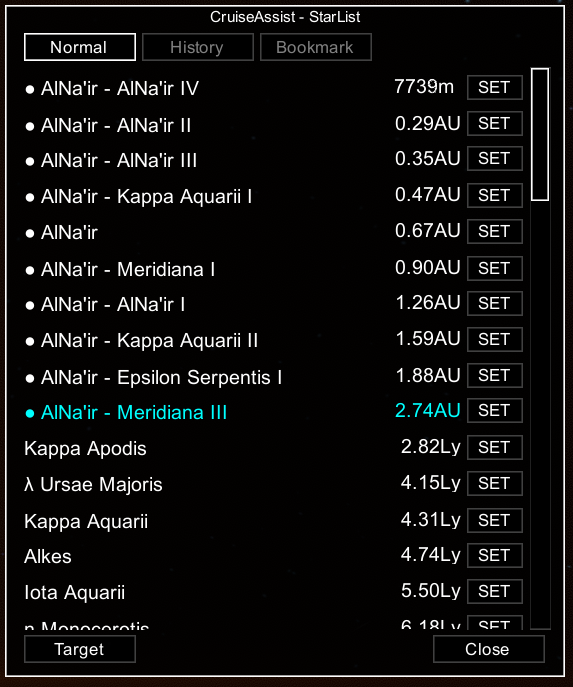 CruiseAssist - StarList
Normal History Bookmark
● AlNa'ir - AlNa'ir IV 7739m SET
● AlNa'ir - AlNa'ir II 0.29AU SET
● AlNa'ir - AlNa'ir III 0.35AU SET
● AlNa'ir - Kappa Aquarii I 0.47AU SET
● AlNa'ir 0.67AU SET
● AlNa'ir - Meridiana I 0.90AU SET
● AlNa'ir - AlNa'ir I 1.26AU SET
● AlNa'ir - Kappa Aquarii II 1.59AU SET
● AlNa'ir - Epsilon Serpentis I 1.88AU SET
● AlNa'ir - Meridiana III 2.74AU SET
Kappa Apodis 2.82Ly SET
λ Ursae Majoris 4.15Ly SET
Kappa Aquarii 4.31Ly SET
Alkes 4.74Ly SET
Iota Aquarii 5.50Ly SET
η Monocerotis 6.18Ly SET
Target Close